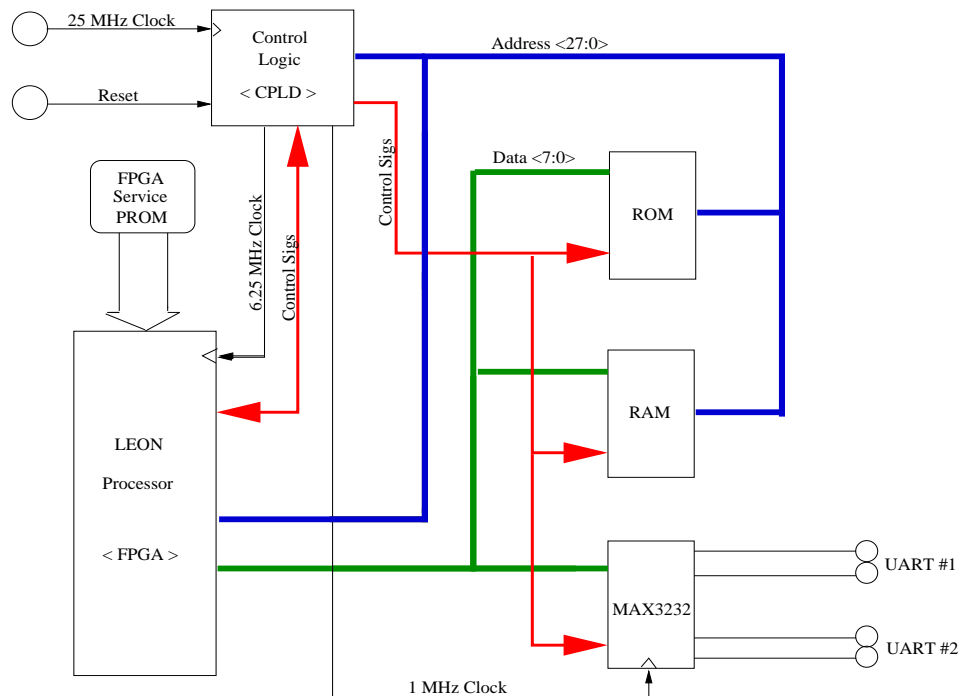 25 MHz Clock
Reset
Control
Logic
< CPLD >
Address <27:0>
Data <7:0>
Control Sigs
FPGA
Service
PROM
6.25 MHz Clock
Control Sigs
ROM
RAM
LEON
Processor
< FPGA >
MAX3232
UART #1
UART #2
1 MHz Clock